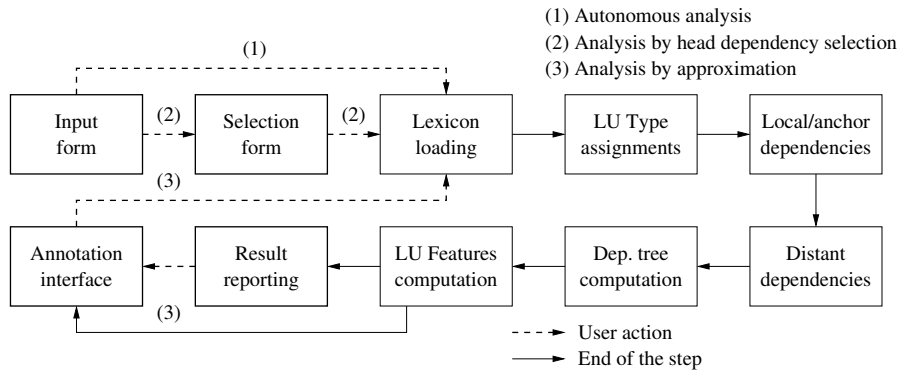 (1) Autonomous analysis
(2) Analysis by head dependency selection
(3) Analysis by approximation
(1)
Input
form
(2)
Selection
form
(2)
Lexicon
loading
LU Type
assignments
Local/anchor
dependencies
(3)
Annotation
interface
Result
reporting
LU Features
computation
Dep. tree
computation
Distant
dependencies
(3)
User action
End of the step